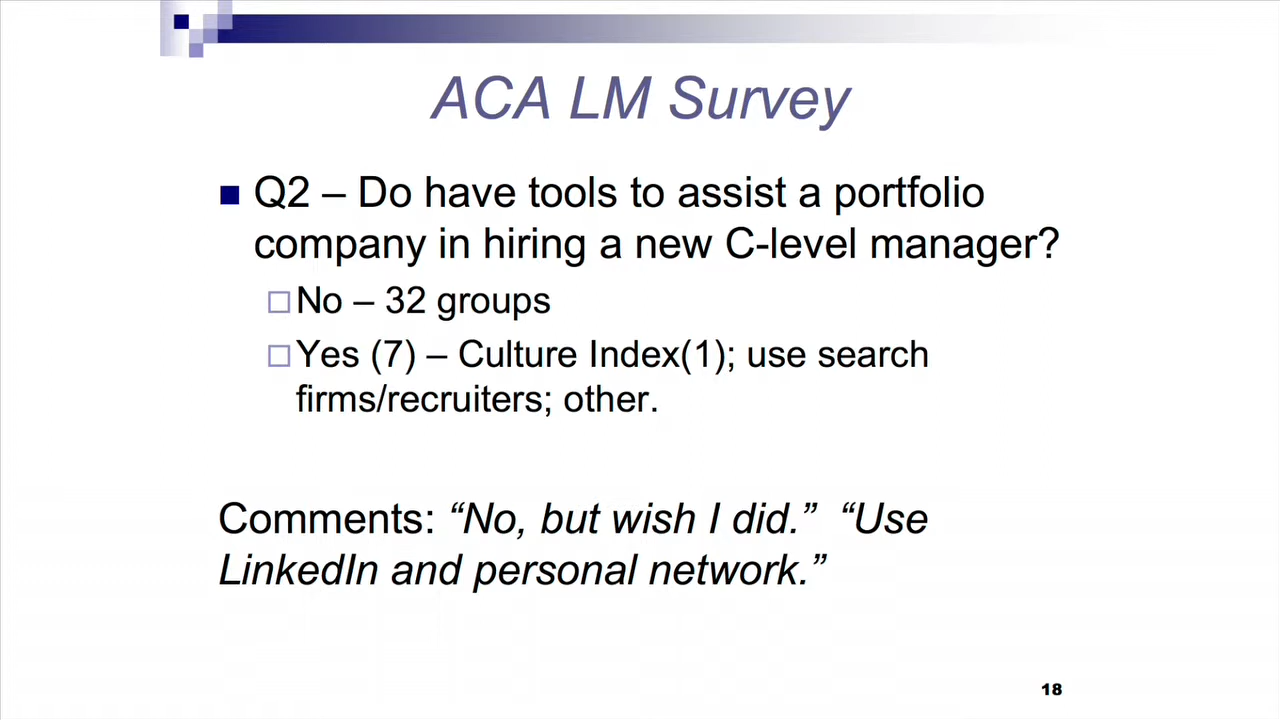 ACA LM Survey
Q2 – Do have tools to assist a portfolio
company in hiring a new C-level manager?
No – 32 groups
Yes (7) – Culture Index(1); use search
firms/recruiters; other.
Comments: “No, but wish I did.” “Use
LinkedIn and personal network.”
18